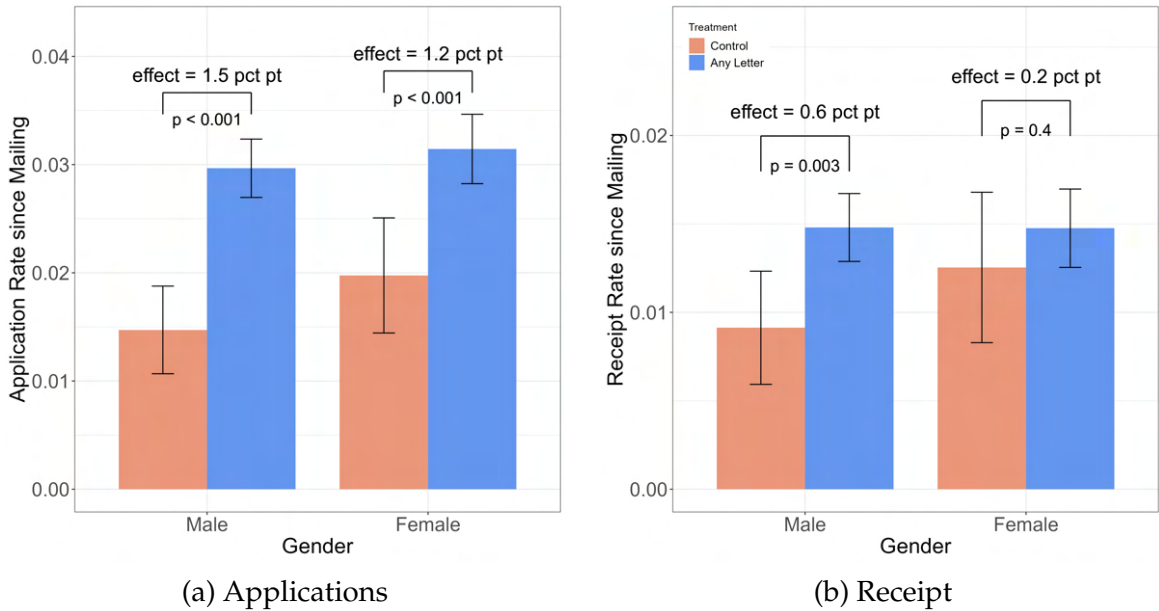 Application Rate since Mailing
0.04
0.03
0.02
0.01
0.00
effect = 1.5 pct pt
p < 0.001
effect = 1.2 pct pt
p < 0.001
Male
Female
Gender
(a) Applications
Receipt Rate since Mailing
0.02
0.01
0.00
Treatment
Control
Any Letter
effect = 0.6 pct pt
p = 0.003
effect = 0.2 pct pt
p = 0.4
Male
Female
Gender
(b) Receipt